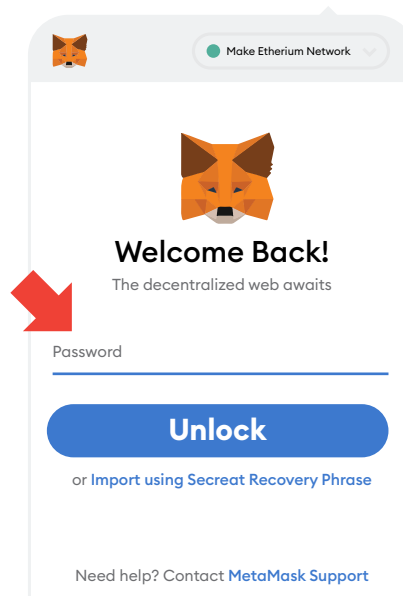 Make Etherium Network
Welcome Back!
The decentralized web awaits
Password
Unlock
or Import using Secreat Recovery Phrase
Need help? Contact MetaMask Support